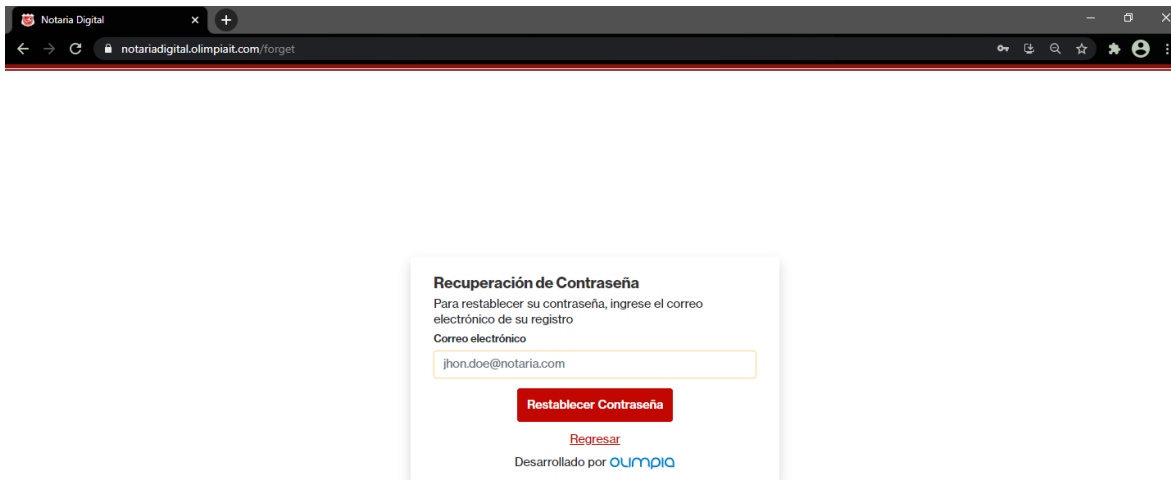 Notaria Digital
notariadigital.olimpiait.com/forget
Recuperación de Contraseña
Para restablecer su contraseña, ingrese el correo
electrónico de su registro
Correo electrónico
jhon.doe@notaria.com
Restablecer Contraseña
Regresar
Desarrollado por OLIMPIA